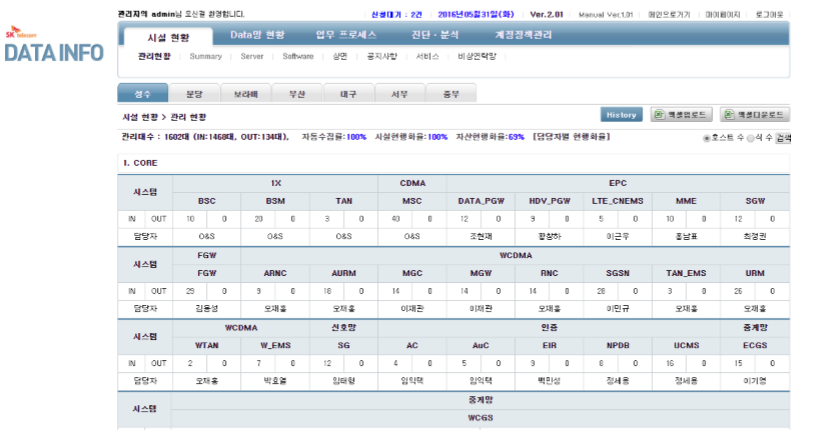 관리자의 admin님 오신걸 환영합니다.
신청대기 : 2건 2016년05월31일(화) Ver.2.01 Manual Ver.1.01 메인으로가기 마이페이지 로그아웃
SK telecom
DATA INFO
시설 현황 Data망 현황 업무 프로세스 진단·분석 계정정책관리
관리현황 Summary Server Software 상면 공지사항 서비스 비상연락망
성수 분당 보라매 부산 대구 서부 중부
시설 현황 > 관리 현황
History 엑셀업로드 엑셀다운로드
관리대수 : 1602대 (IN:1468대, OUT:134대), 자동수집율:100% 시설현행화율:100% 자산현행화율:69% [담당자별 현행화율]
호스트 수 식 수 검색
1. CORE
시스템 1X CDMA EPC
BSC BSM TAN MSC DATA_PGW HDV_PGW LTE_CNEMS MME SGW
IN OUT 10 0 20 0 3 0 40 0 12 0 9 0 5 0 10 0 12 0
담당자 O&S O&S O&S O&S 조현재 황창하 이근우 홍남표 최경권
시스템 FGW WCDMA
FGW ARNC AURM MGC MGW RNC SGSN TAN_EMS URM
IN OUT 29 0 9 0 18 0 14 0 14 0 14 0 28 0 3 0 26 0
담당자 김용성 오재홍 오재홍 이재관 이재관 오재홍 이민규 오재홍 오재홍
시스템 WCDMA 신호망 인증 중계망
WTAN W_EMS SG AC AuC EIR NPDB UCMS ECGS
IN OUT 2 0 7 0 12 0 4 0 5 0 9 0 8 0 16 0 15 0
담당자 오재홍 박호열 임태형 임익택 임익택 백민성 정세용 정세용 이기영
시스템 중계망
WCGS